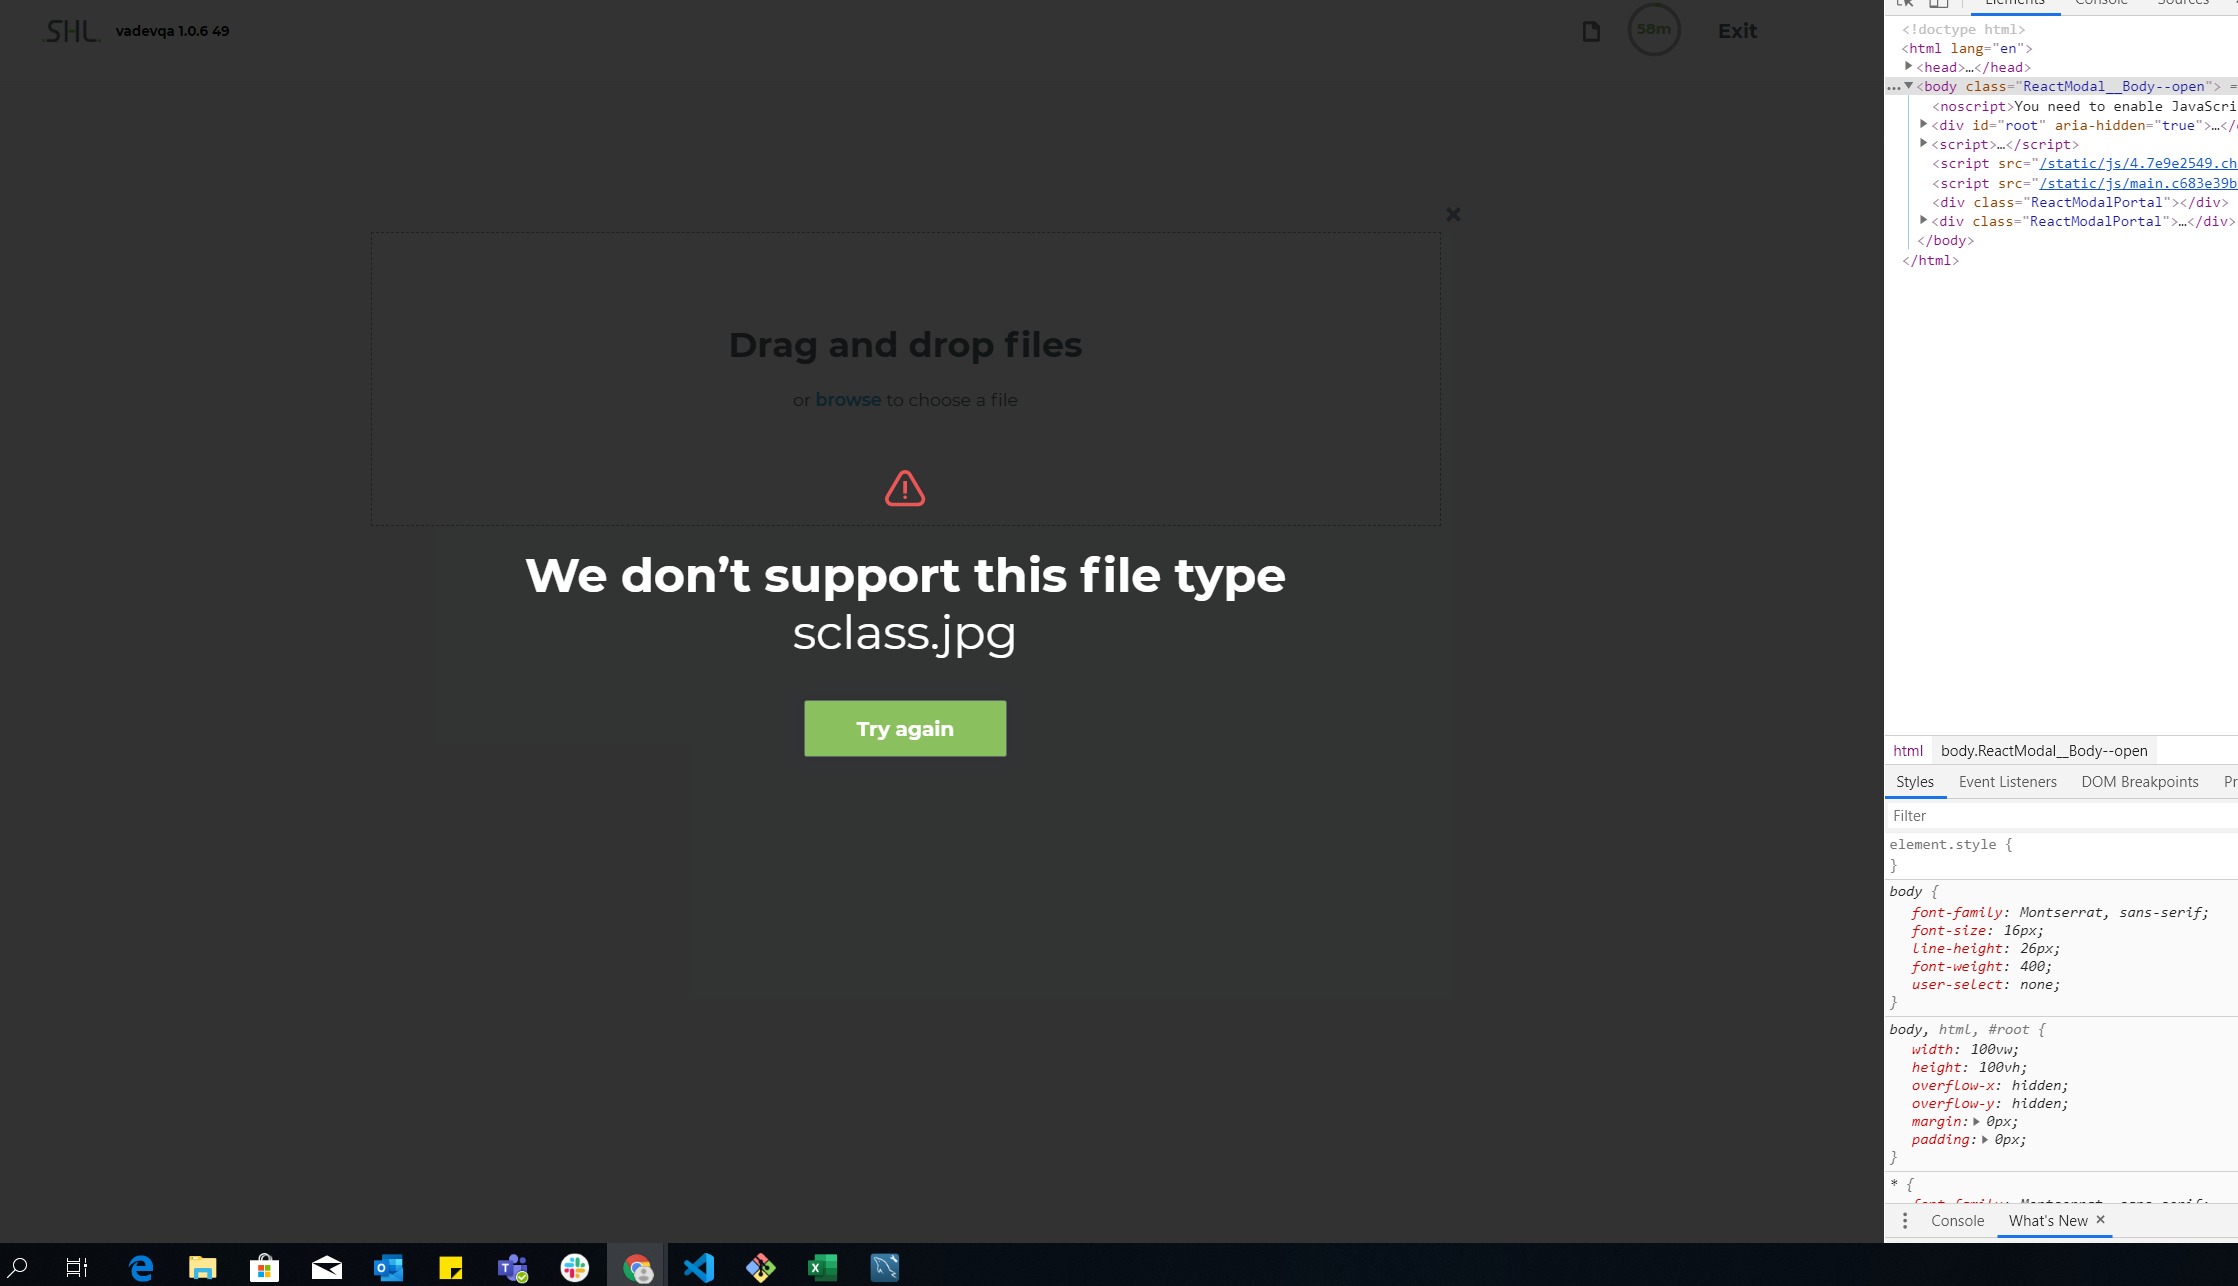 SHL. vadevqa 1.0.6 49
58m
Exit
Drag and drop files
or browse to choose a file
We don’t support this file type
sclass.jpg
Try again
Elements Console Sources
<!doctype html>
<html lang="en">
<head>…</head>
<body class="ReactModal__Body--open"> =
<noscript>You need to enable JavaScri
<div id="root" aria-hidden="true">…</
<script>…</script>
<script src="/static/js/4.7e9e2549.ch
<script src="/static/js/main.c683e39b
<div class="ReactModalPortal"></div>
<div class="ReactModalPortal">…</div>
</body>
</html>
html body.ReactModal__Body--open
Styles Event Listeners DOM Breakpoints Pr
Filter
element.style {
}
body {
font-family: Montserrat, sans-serif;
font-size: 16px;
line-height: 26px;
font-weight: 400;
user-select: none;
}
body, html, #root {
width: 100vw;
height: 100vh;
overflow-x: hidden;
overflow-y: hidden;
margin: 0px;
padding: 0px;
}
* {
font-family: Montserrat, sans-serif;
Console What's New ×